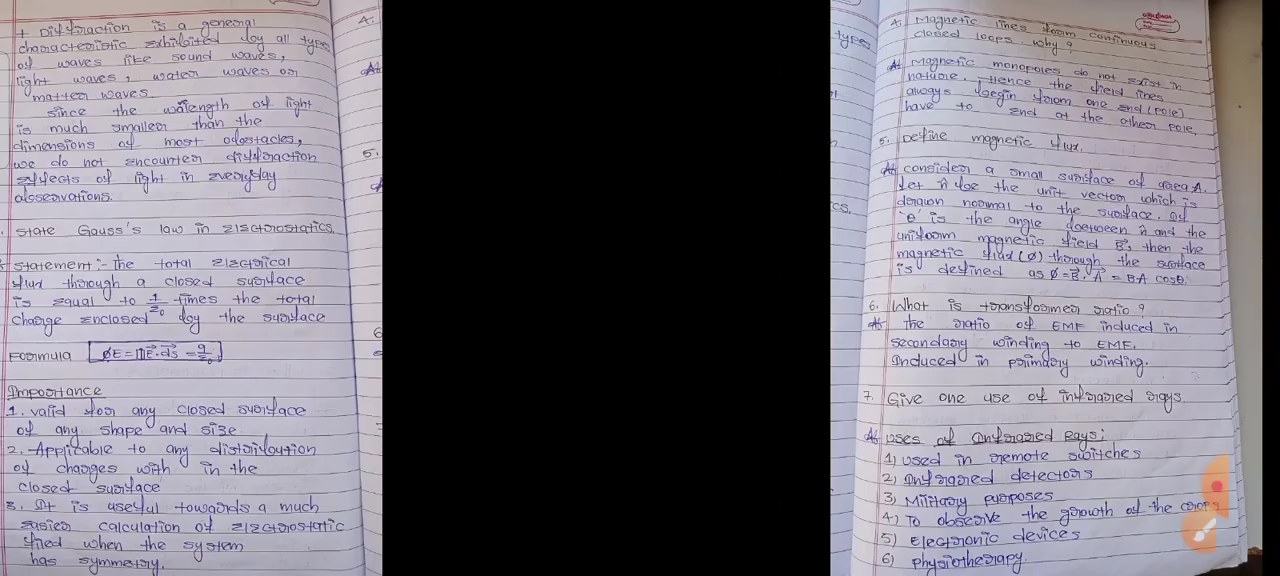 + Diffraction is a general
characteristic exhibited by all types
of waves like sound waves,
light waves, water waves or
matter waves
since the walength of light
is much smaller than the
dimensions of most obstacles,
we do not encounter diffraction
effects of light in everyday
observations.
State Gauss's law in Electrostatics
Statement:- the total Electrical
flux through a closed surface
is equal to 1/ε0 times the total
charge enclosed by the surface
Formula ØE=∏E.ds = q/ε0
Importance
1. valid for any closed surface
of any shape and size.
2. Applicable to any distribution
of charges with in the
closed surface
3. It is useful towards a much
easier calculation of electrostatic
fied when the system
has symmetry.
4.
5.
6
types
4. Magnetic lines form continuous
closed loops. why?
A. Magnetic monopoles do not exist in
nature. Hence the field lines
always begin from one end (pole)
have to end at the other pole.
5. Define magnetic flux.
A. consider a small surface of area A.
Let n be the unit vector which is
drawn normal to the surface. If
'θ' is the angle between n and the
uniform magnetic field B, then the
magnetic flux (Ø) through the surface
is defined as Ø=B.A = BA cosθ.
6. What is transformer ratio?
A. the ratio of EMF induced in
secondary winding to EMF.
Induced in primary winding.
7. Give one use of infrared rays
A. uses of Infrared Rays:
1) used in remote switches
2) Infrared detectors
3) Military purposes
4) To observe the growth of the crops
5) Electronic devices
6) physiotherapy.